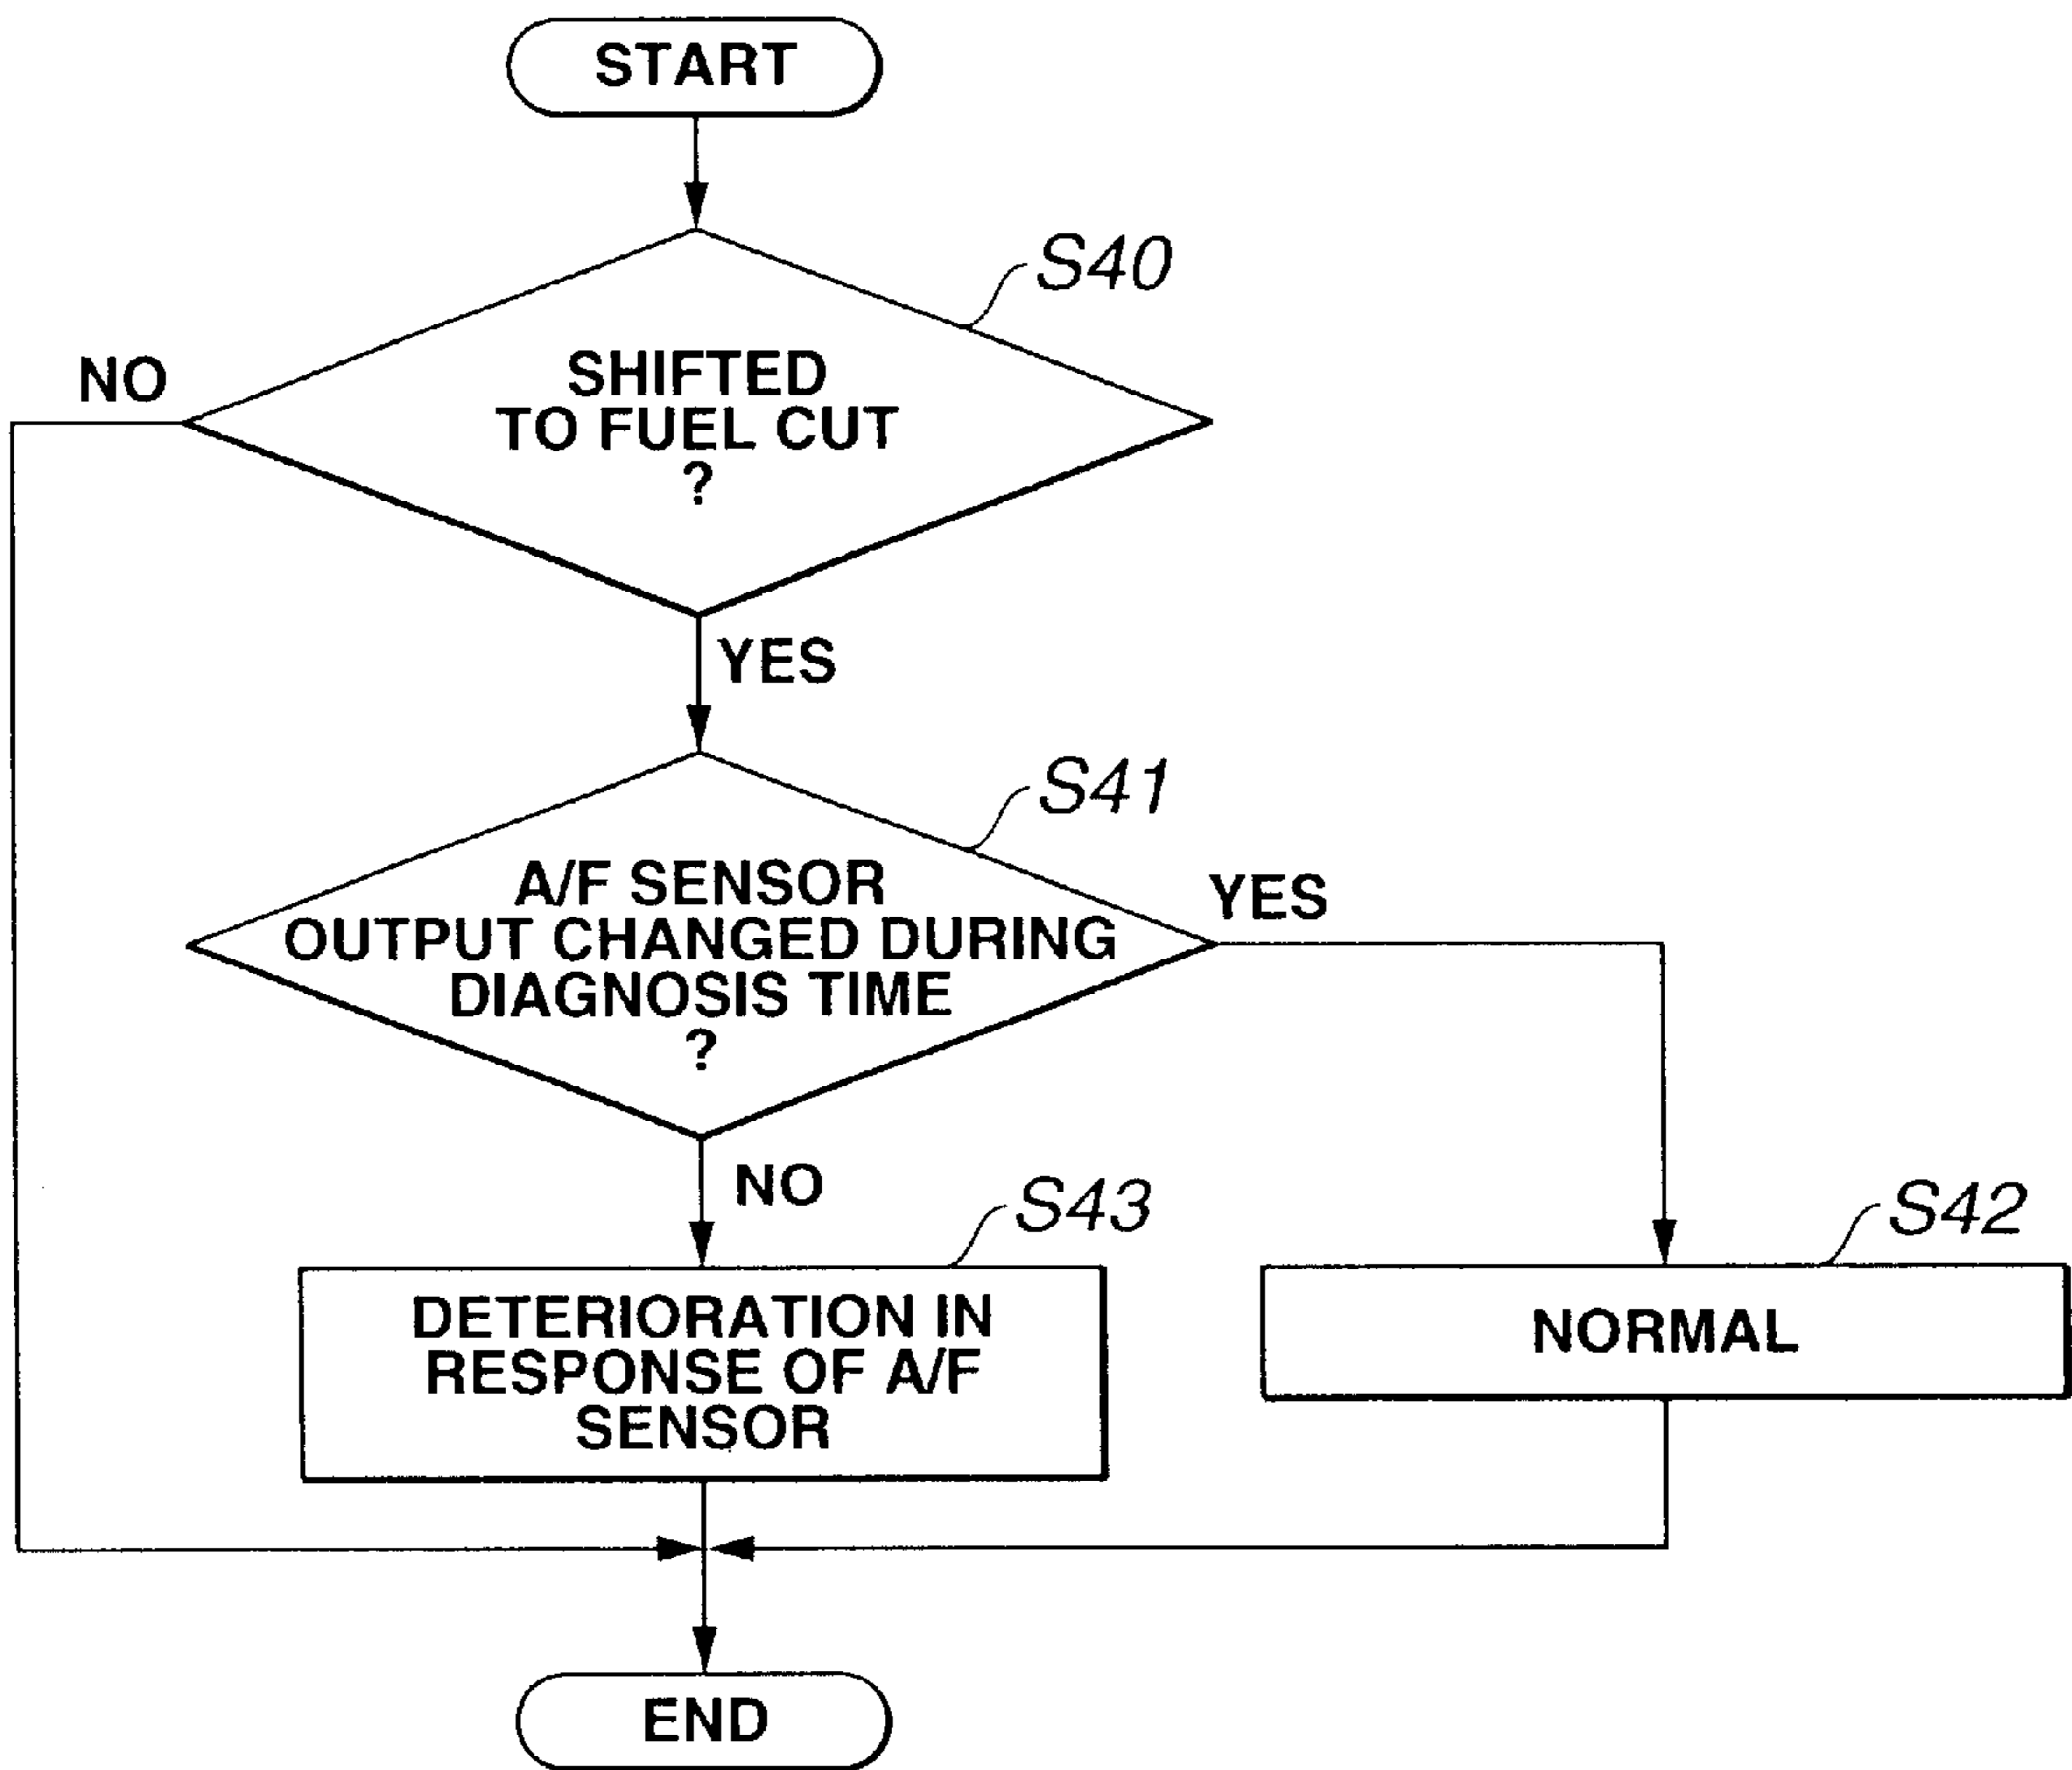 START
S40
NO
SHIFTED
TO FUEL CUT
?
YES
S41
A/F SENSOR
OUTPUT CHANGED DURING
DIAGNOSIS TIME
?
YES
NO
S43
S42
DETERIORATION IN
RESPONSE OF A/F
SENSOR
NORMAL
END